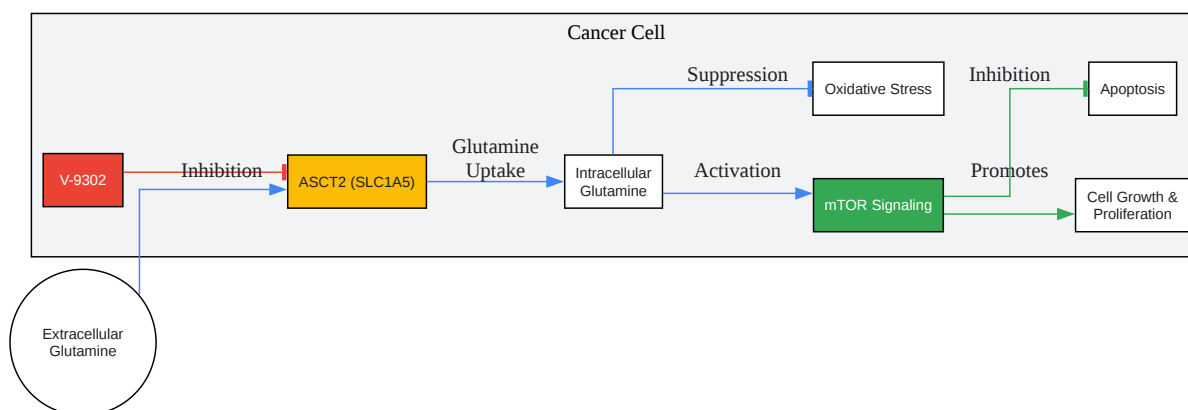 Cancer Cell
Suppression
Inhibition
Oxidative Stress
Apoptosis
Glutamine
Uptake
V-9302
Inhibition
ASCT2 (SLC1A5)
Intracellular
Glutamine
Activation
Promotes
mTOR Signaling
Cell Growth &
Proliferation
Extracellular
Glutamine